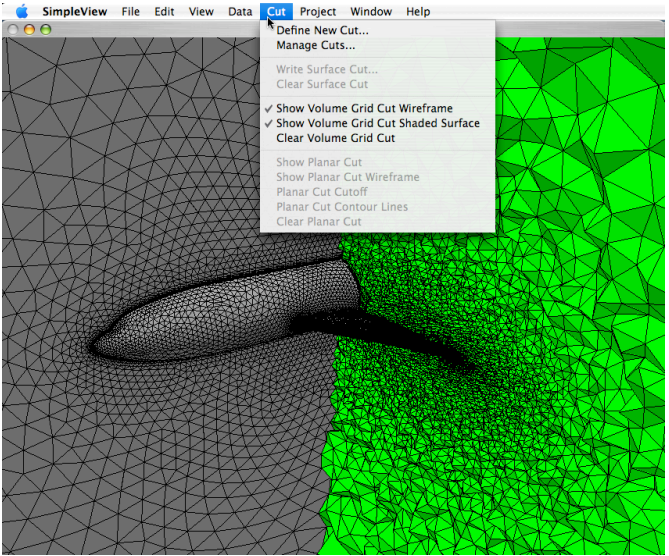 SimpleView File Edit View Data Cut Project Window Help
Define New Cut...
Manage Cuts...
Write Surface Cut...
Clear Surface Cut
Show Volume Grid Cut Wireframe
Show Volume Grid Cut Shaded Surface
Clear Volume Grid Cut
Show Planar Cut
Show Planar Cut Wireframe
Planar Cut Cutoff
Planar Cut Contour Lines
Clear Planar Cut